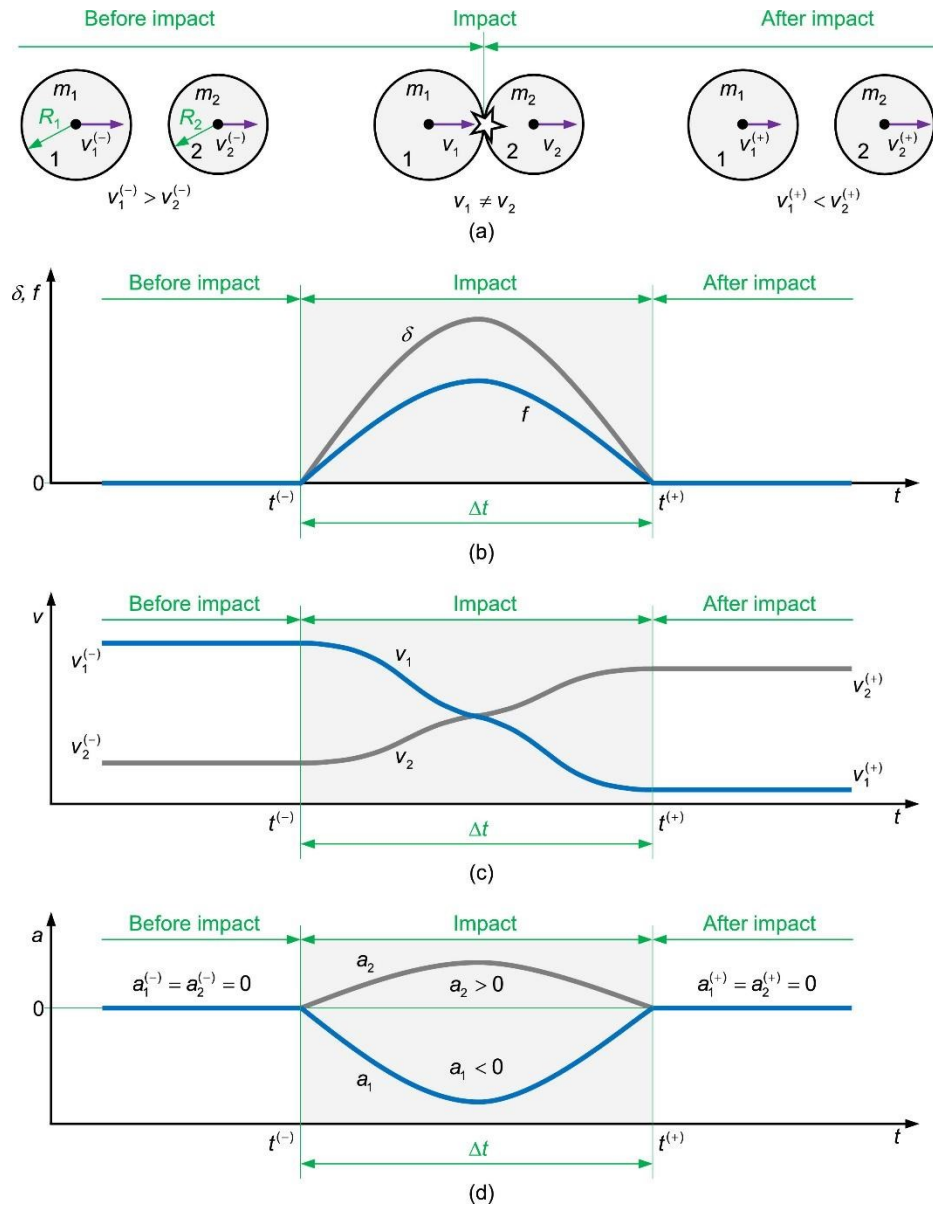 Before impact Impact After impact
m₁ m₂ m₁ m₂ m₁ m₂
R₁ R₂
v₁⁽⁻⁾ v₂⁽⁻⁾ v₁ v₂ v₁⁽⁺⁾ v₂⁽⁺⁾
1 2 1 2 1 2
v₁⁽⁻⁾ > v₂⁽⁻⁾ v₁ ≠ v₂ v₁⁽⁺⁾ < v₂⁽⁺⁾
(a)
δ, f
Before impact Impact After impact
δ
f
0
t⁽⁻⁾ t⁽⁺⁾ t
Δt
(b)
v
Before impact Impact After impact
v₁⁽⁻⁾ v₁
v₂⁽⁺⁾
v₂⁽⁻⁾ v₂
v₁⁽⁺⁾
t⁽⁻⁾ t⁽⁺⁾ t
Δt
(c)
Before impact Impact After impact
a
a₂
a₁⁽⁻⁾ = a₂⁽⁻⁾ = 0 a₂ > 0 a₁⁽⁺⁾ = a₂⁽⁺⁾ = 0
0
a₁ a₁ < 0
t⁽⁻⁾ t⁽⁺⁾ t
Δt
(d)